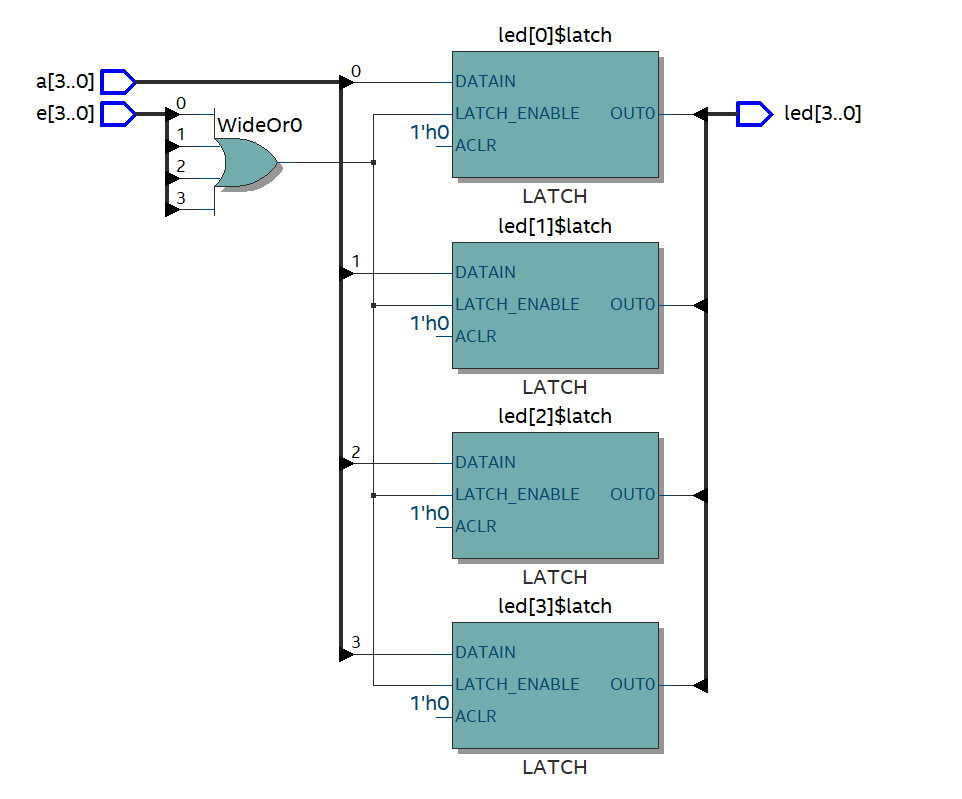 led[0]$latch
a[3..0]
0
DATAIN
e[3..0]
0
WideOr0
LATCH_ENABLE
OUT0
led[3..0]
1
1'h0
ACLR
2
3
LATCH
led[1]$latch
1
DATAIN
LATCH_ENABLE
OUT0
1'h0
ACLR
LATCH
led[2]$latch
2
DATAIN
LATCH_ENABLE
OUT0
1'h0
ACLR
LATCH
led[3]$latch
3
DATAIN
LATCH_ENABLE
OUT0
1'h0
ACLR
LATCH